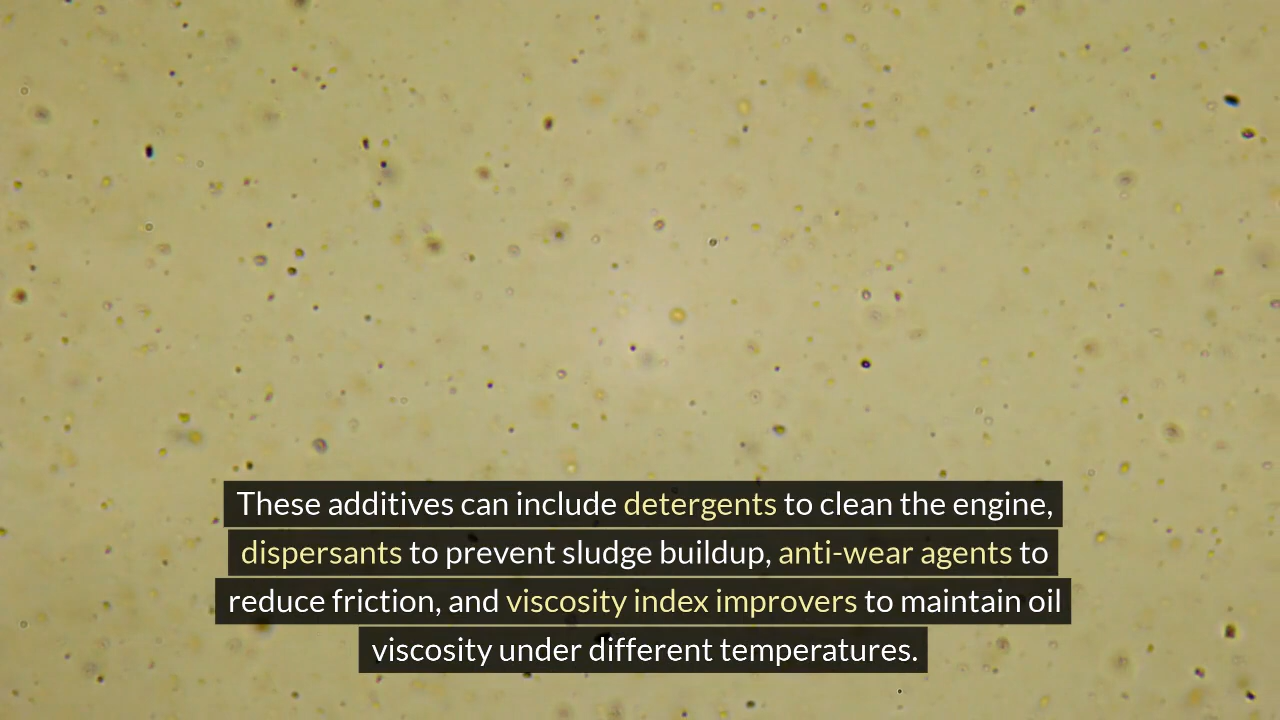 These additives can include detergents to clean the engine,
dispersants to prevent sludge buildup, anti-wear agents to
reduce friction, and viscosity index improvers to maintain oil
viscosity under different temperatures.